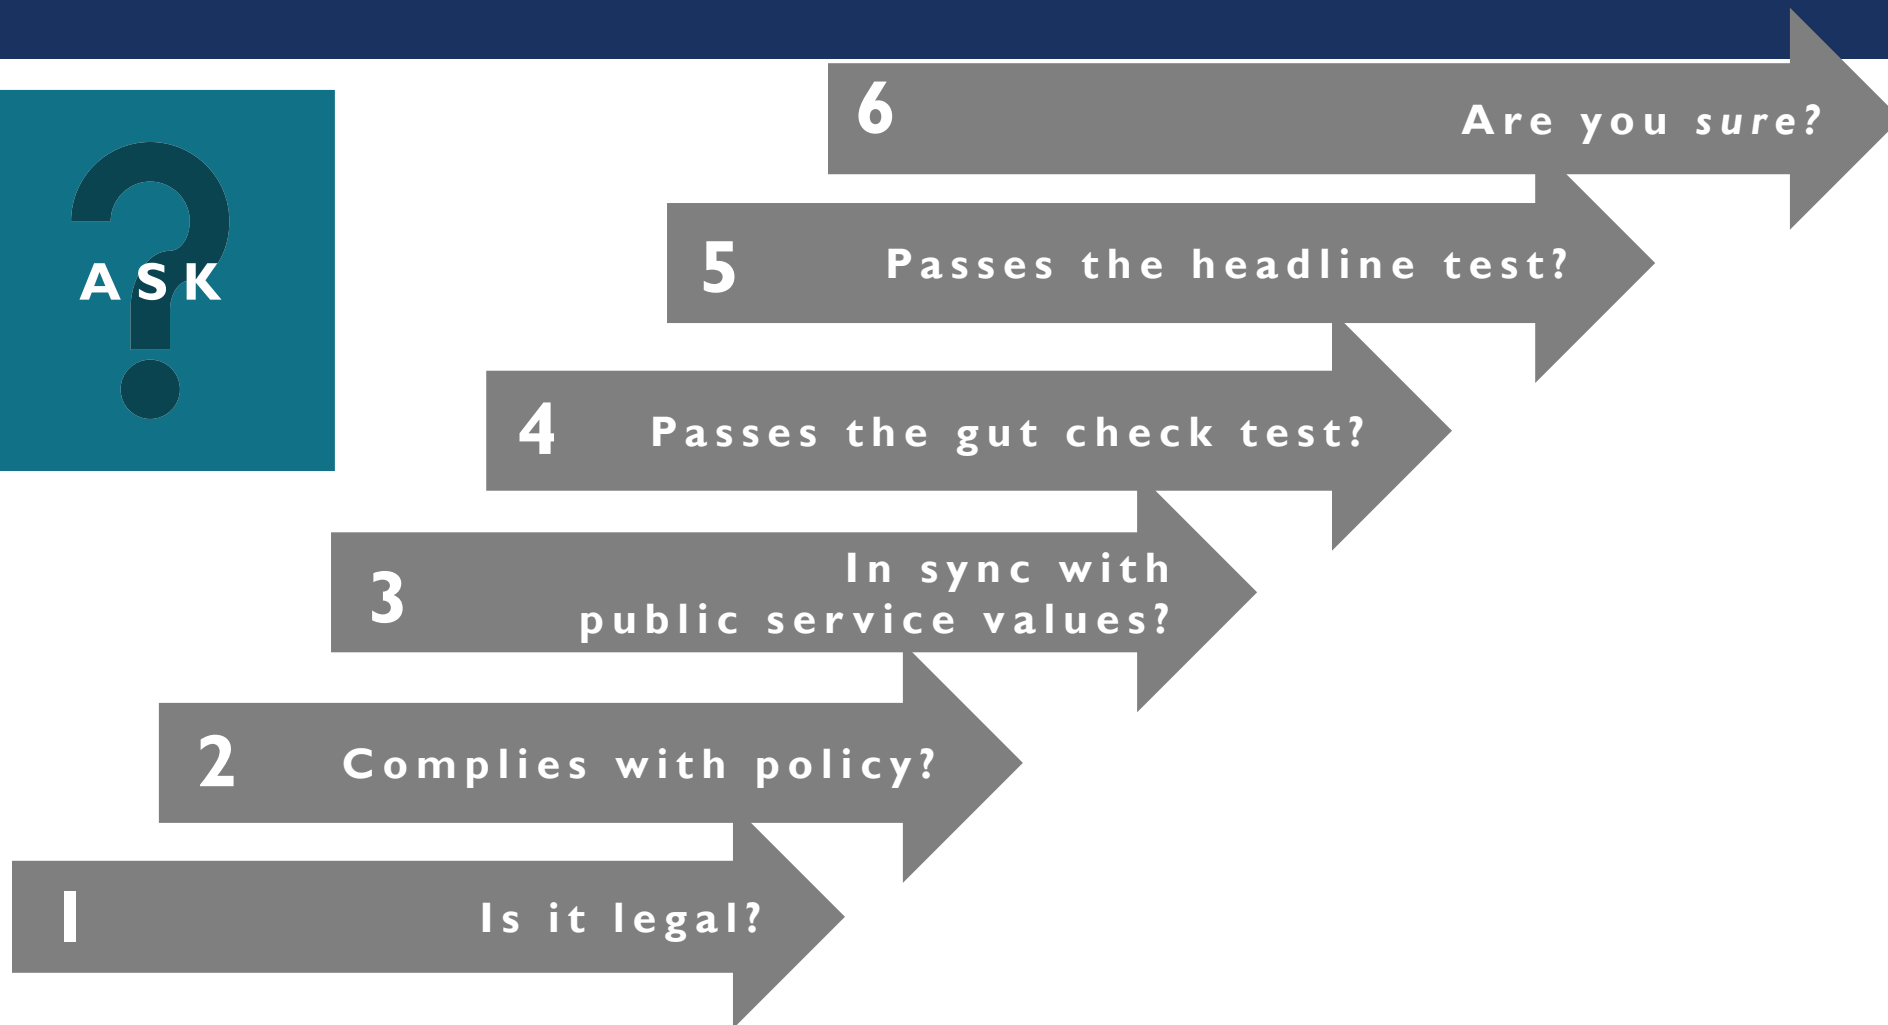 ASK
6 Are you sure?
5 Passes the headline test?
4 Passes the gut check test?
3 In sync with
public service values?
2 Complies with policy?
1 Is it legal?